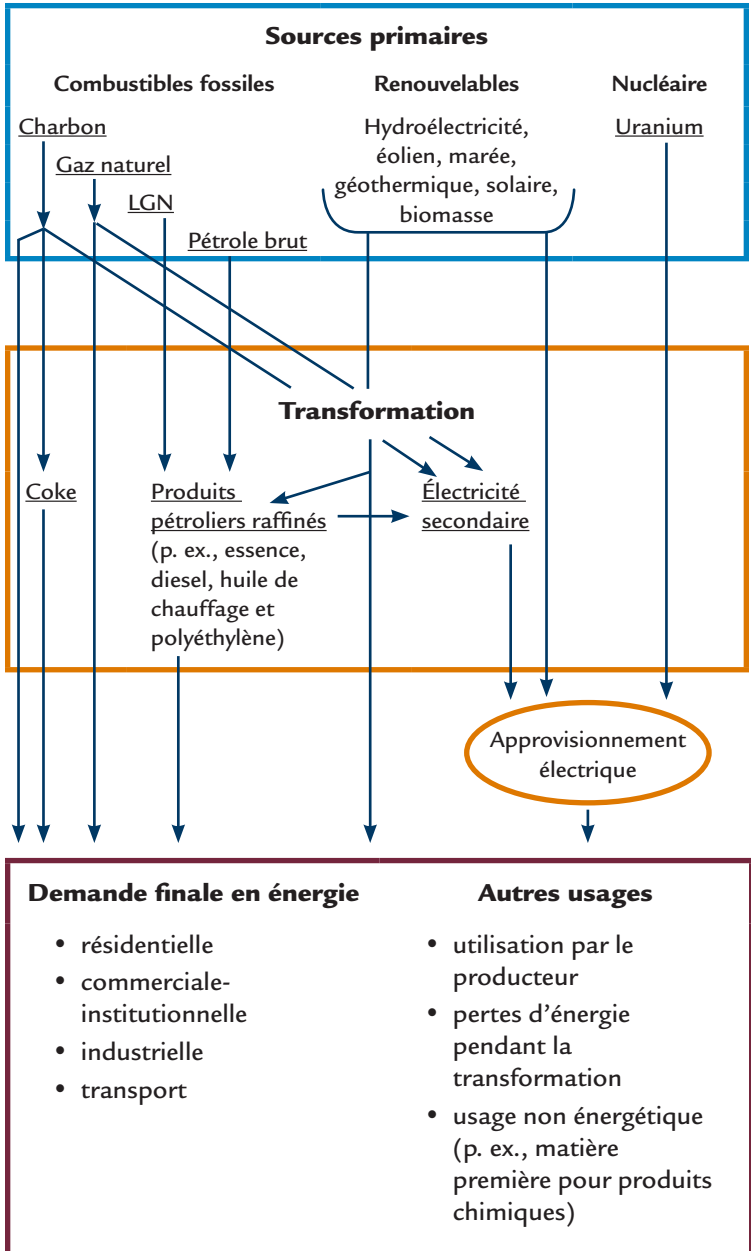 Sources primaires
Combustibles fossiles
Renouvelables
Nucléaire
Charbon
Gaz naturel
LGN
Pétrole brut
Hydroélectricité,
éolien, marée,
géothermique, solaire,
biomasse
Uranium
Transformation
Coke
Produits
pétroliers raffinés
(p. ex., essence,
diesel, huile de
chauffage et
polyéthylène)
Électricité
secondaire
Approvisionnement
électrique
Demande finale en énergie
• résidentielle
• commerciale-
institutionnelle
• industrielle
• transport
Autres usages
• utilisation par le
producteur
• pertes d’énergie
pendant la
transformation
• usage non énergétique
(p. ex., matière
première pour produits
chimiques)